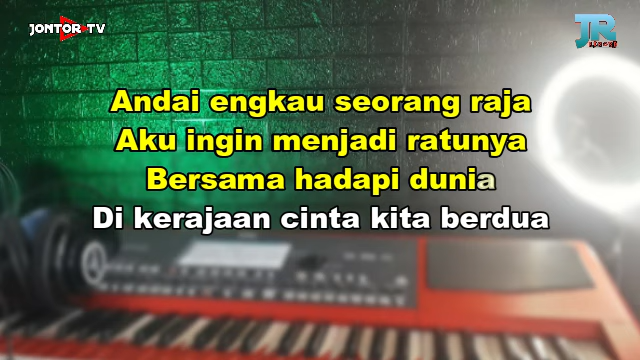 JONTOR TV
JR
Andai engkau seorang raja
Aku ingin menjadi ratunya
Bersama hadapi dunia
Di kerajaan cinta kita berdua